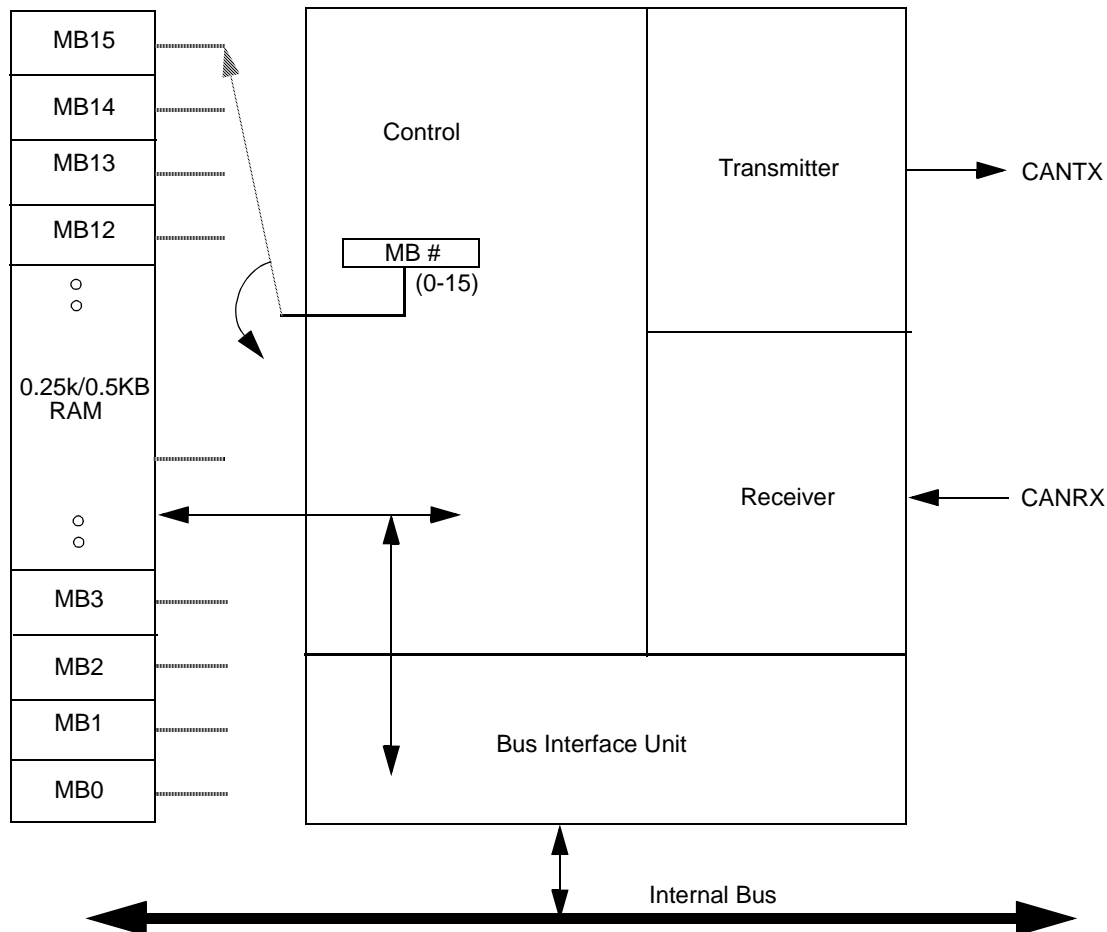 MB15
MB14
MB13
MB12
0.25k/0.5KB
RAM
MB3
MB2
MB1
MB0
Control
MB #
(0-15)
Transmitter
CANTX
Receiver
CANRX
Bus Interface Unit
Internal Bus